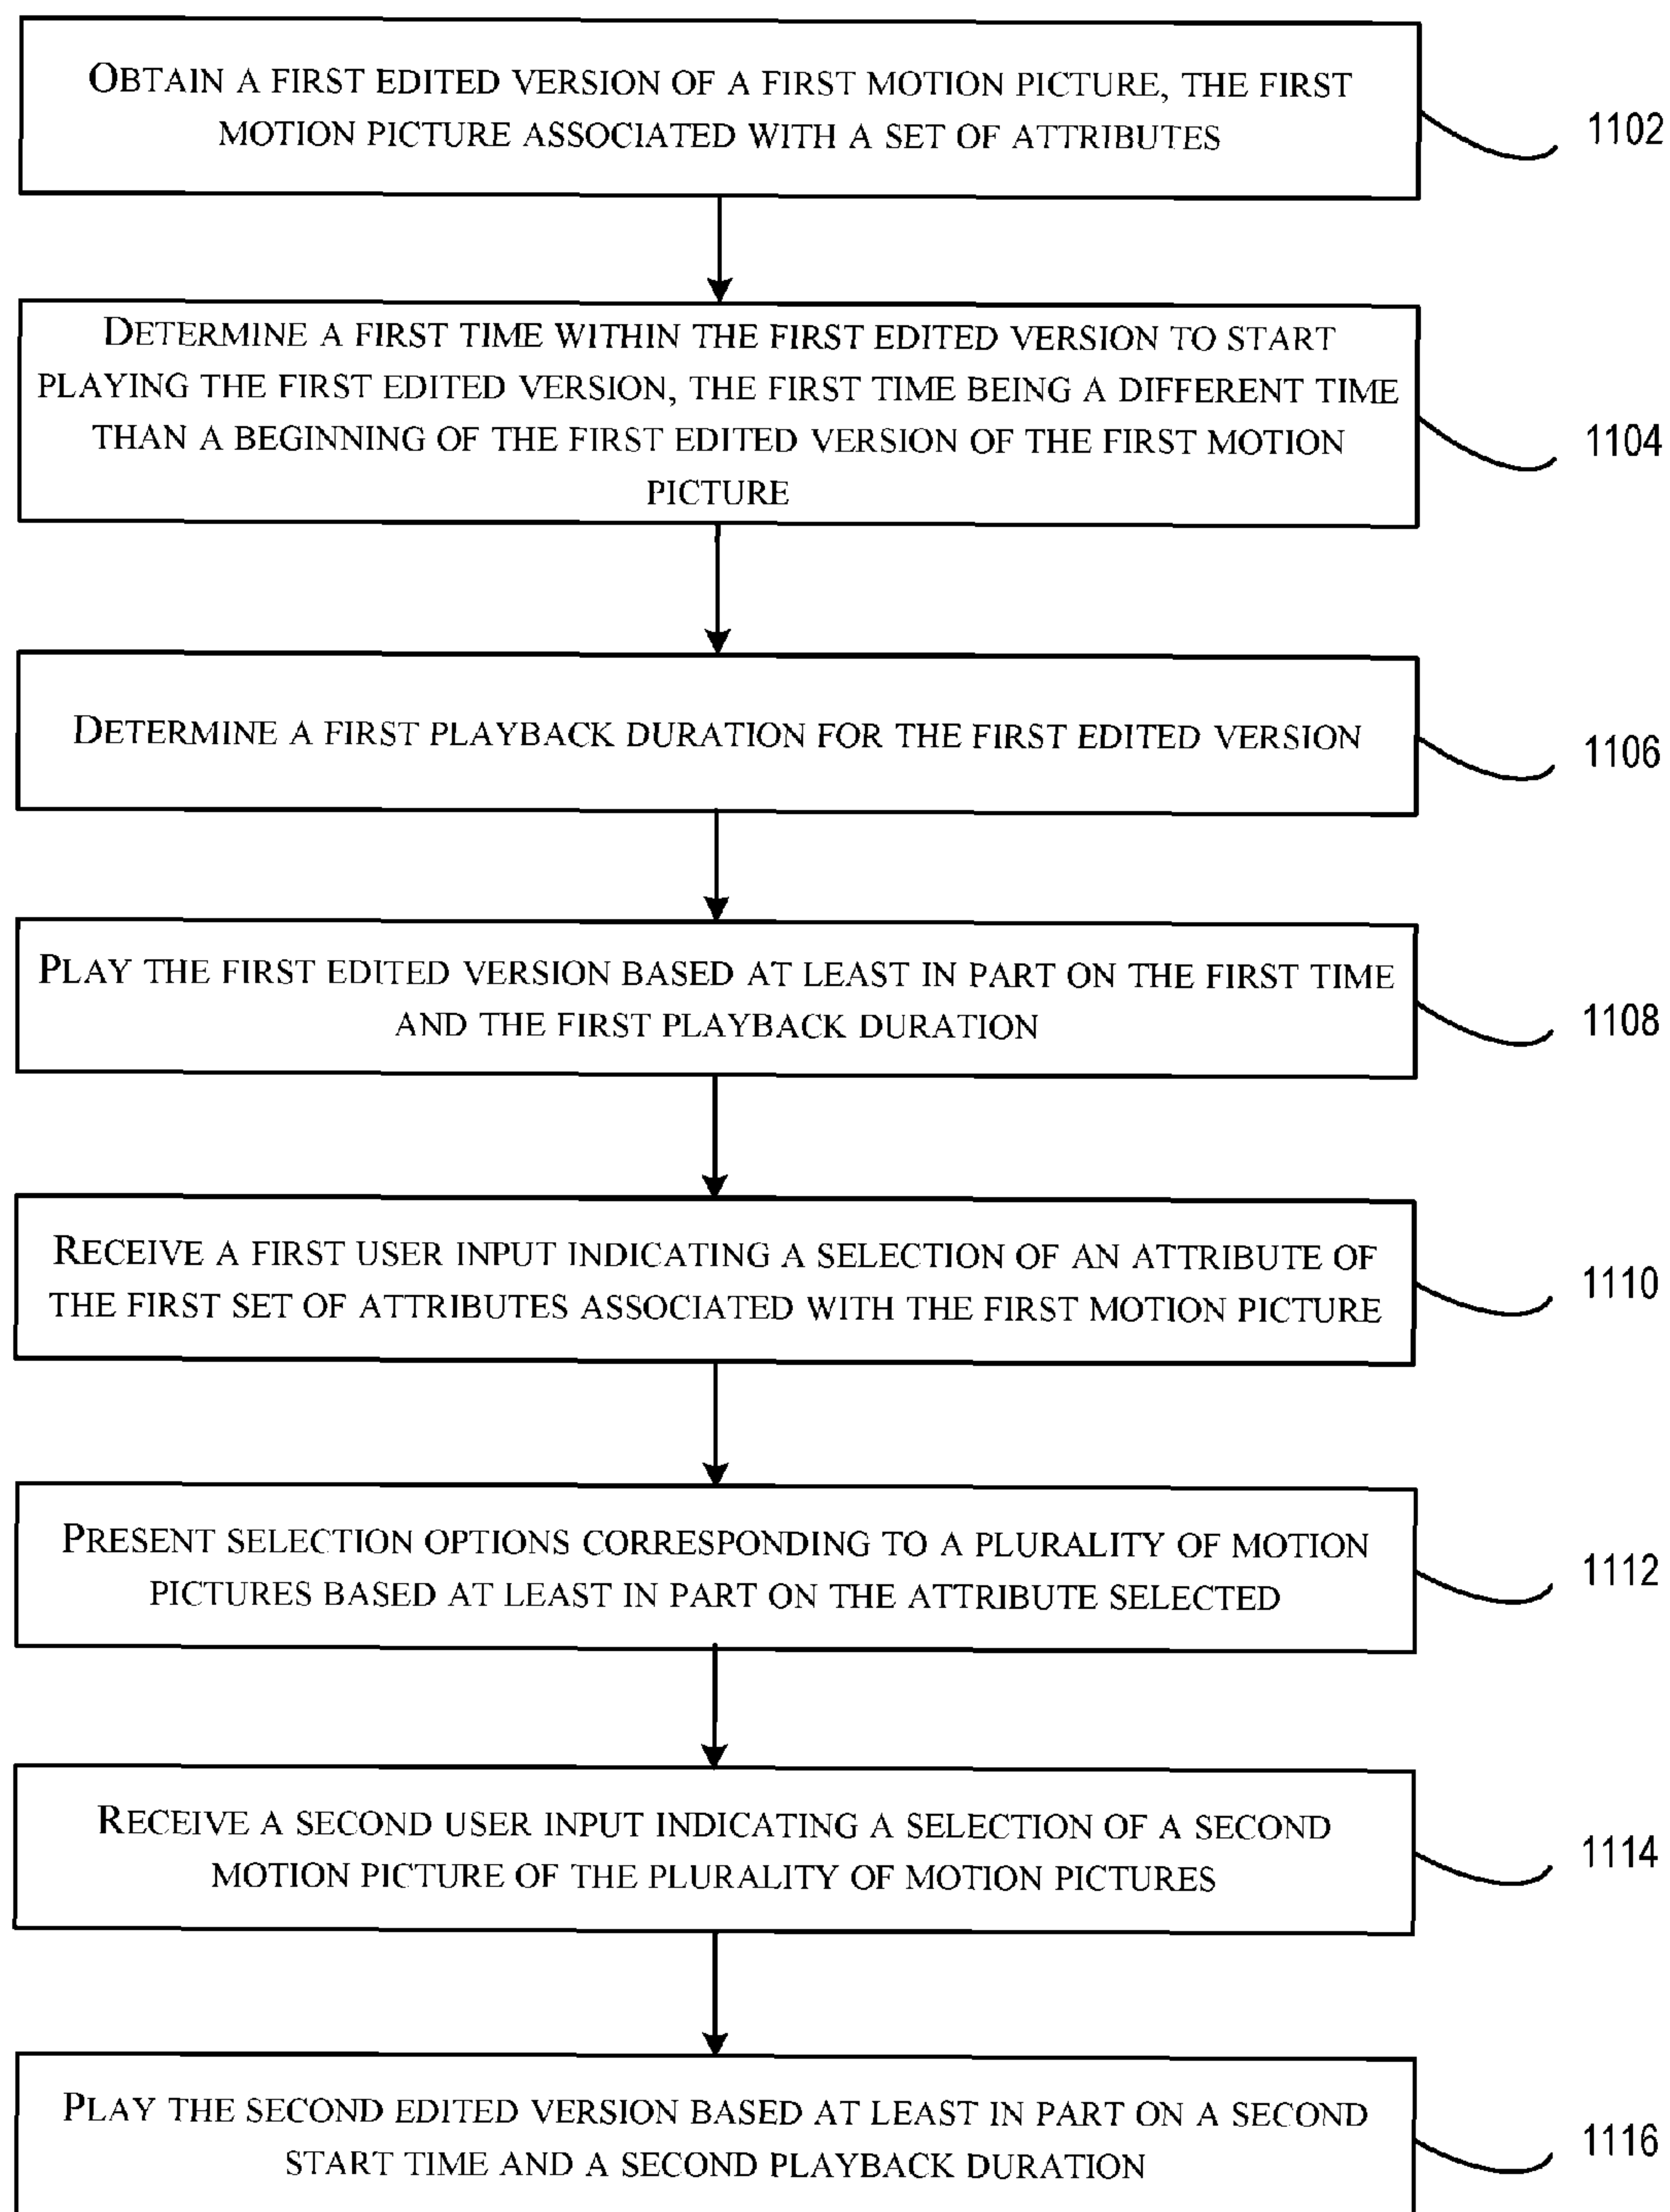 OBTAIN A FIRST EDITED VERSION OF A FIRST MOTION PICTURE, THE FIRST
MOTION PICTURE ASSOCIATED WITH A SET OF ATTRIBUTES
1102
DETERMINE A FIRST TIME WITHIN THE FIRST EDITED VERSION TO START
PLAYING THE FIRST EDITED VERSION, THE FIRST TIME BEING A DIFFERENT TIME
THAN A BEGINNING OF THE FIRST EDITED VERSION OF THE FIRST MOTION
PICTURE
1104
DETERMINE A FIRST PLAYBACK DURATION FOR THE FIRST EDITED VERSION
1106
PLAY THE FIRST EDITED VERSION BASED AT LEAST IN PART ON THE FIRST TIME
AND THE FIRST PLAYBACK DURATION
1108
RECEIVE A FIRST USER INPUT INDICATING A SELECTION OF AN ATTRIBUTE OF
THE FIRST SET OF ATTRIBUTES ASSOCIATED WITH THE FIRST MOTION PICTURE
1110
PRESENT SELECTION OPTIONS CORRESPONDING TO A PLURALITY OF MOTION
PICTURES BASED AT LEAST IN PART ON THE ATTRIBUTE SELECTED
1112
RECEIVE A SECOND USER INPUT INDICATING A SELECTION OF A SECOND
MOTION PICTURE OF THE PLURALITY OF MOTION PICTURES
1114
PLAY THE SECOND EDITED VERSION BASED AT LEAST IN PART ON A SECOND
START TIME AND A SECOND PLAYBACK DURATION
1116